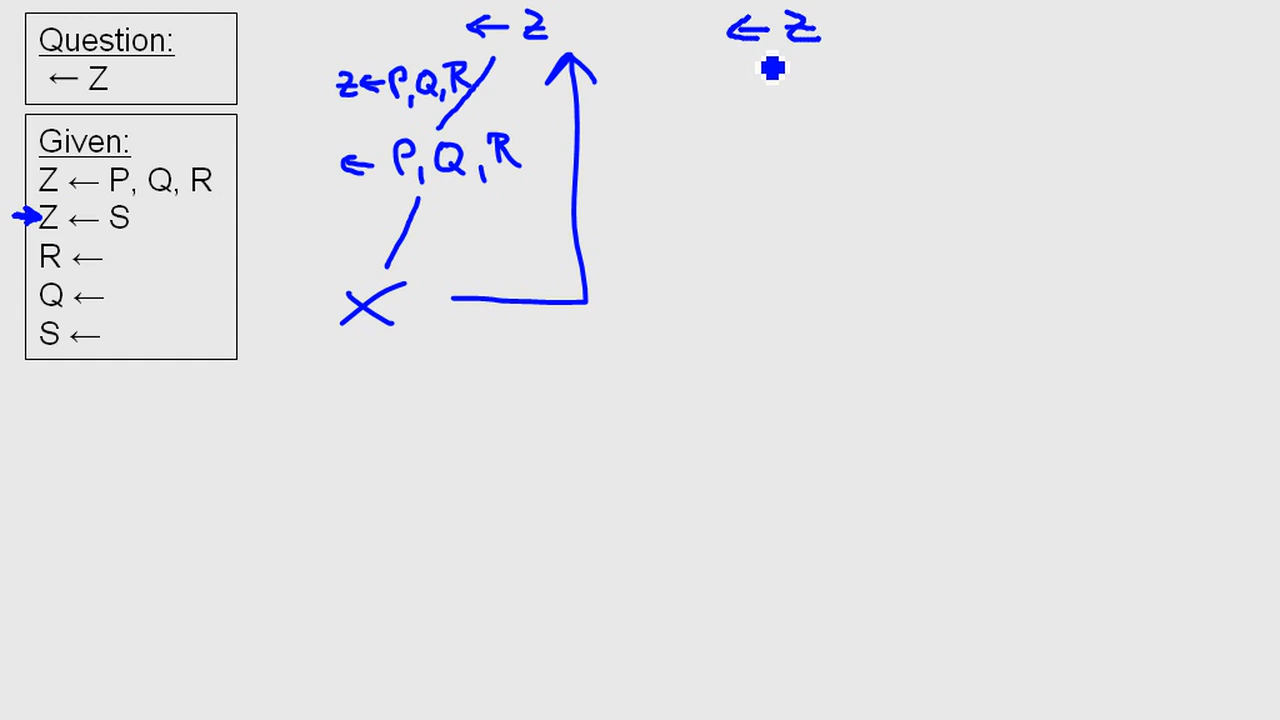 Question:
← Z
Given:
Z ← P, Q, R
Z ← S
R ←
Q ←
S ←
← Z
Z ← P, Q, R
← P, Q, R
← Z